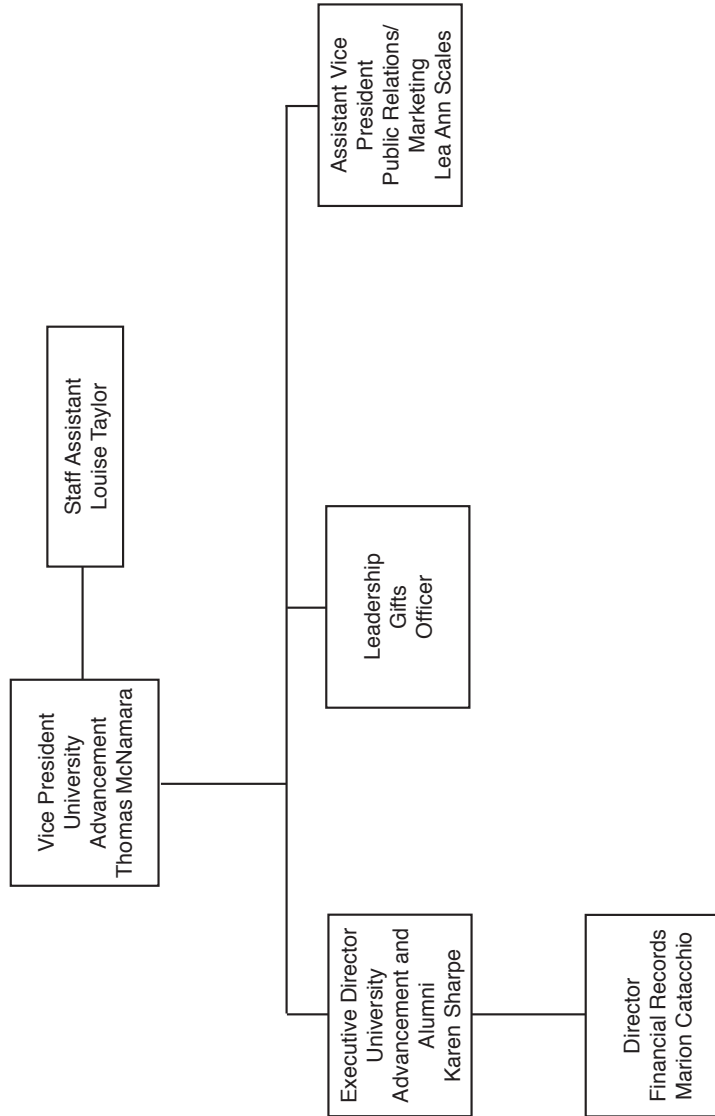 Vice President
University
Advancement
Thomas McNamara
Staff Assistant
Louise Taylor
Executive Director
University
Advancement and
Alumni
Karen Sharpe
Leadership
Gifts
Officer
Assistant Vice
President
Public Relations/
Marketing
Lea Ann Scales
Director
Financial Records
Marion Catacchio